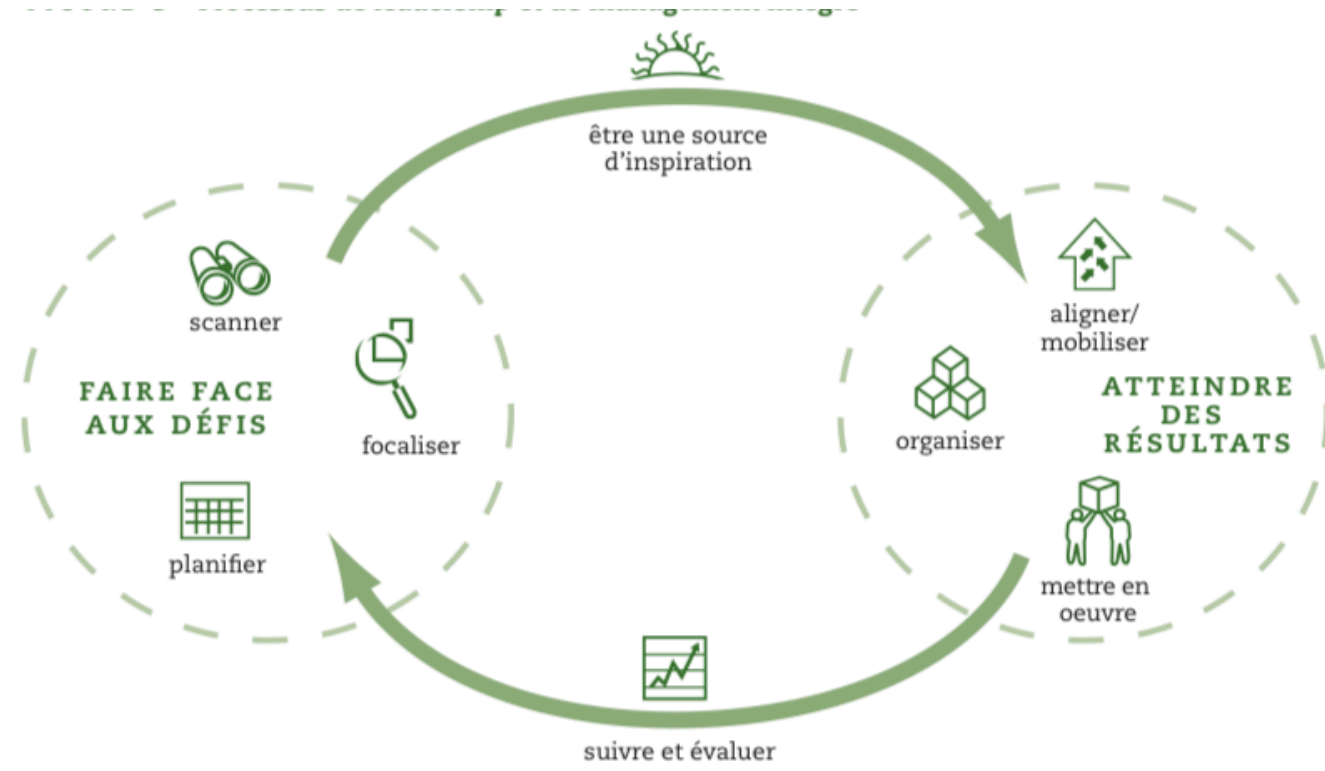 être une source
d'inspiration
scanner
FAIRE FACE
AUX DÉFIS
focaliser
planifier
aligner/
mobiliser
organiser
ATTEINDRE
DES
RÉSULTATS
mettre en
oeuvre
suivre et évaluer